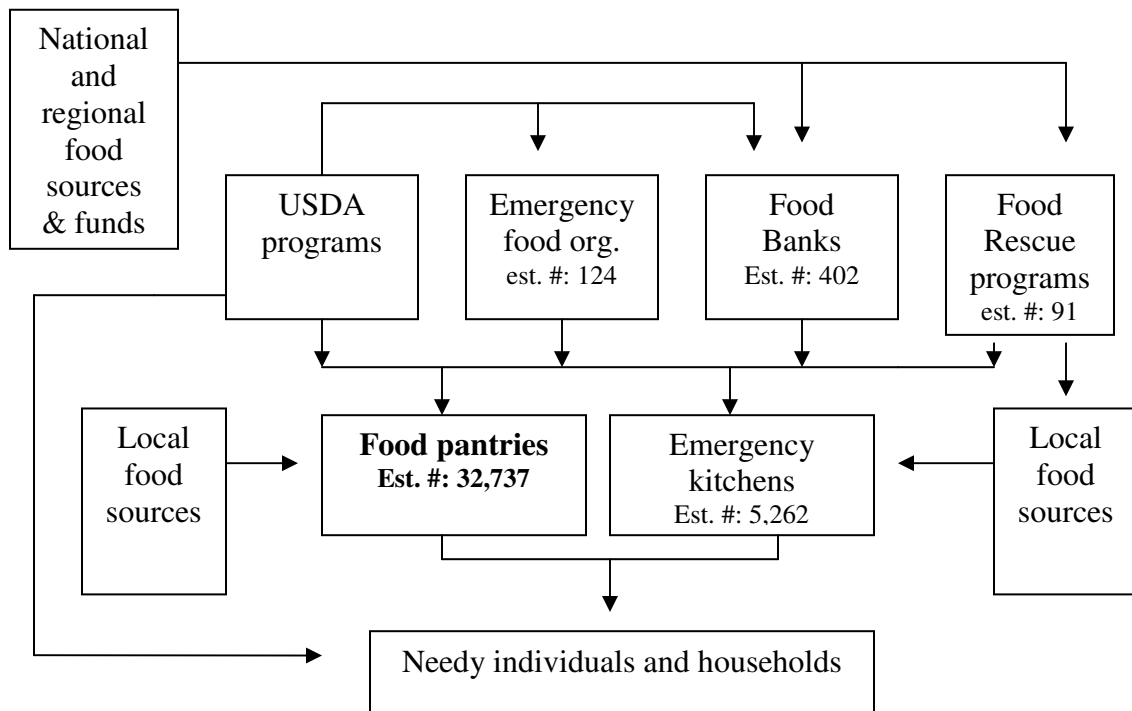 National
and
regional
food
sources
& funds
USDA
programs
Emergency
food org.
est. #: 124
Food
Banks
Est. #: 402
Food
Rescue
programs
est. #: 91
Local
food
sources
Food pantries
Est. #: 32,737
Emergency
kitchens
Est. #: 5,262
Local
food
sources
Needy individuals and households